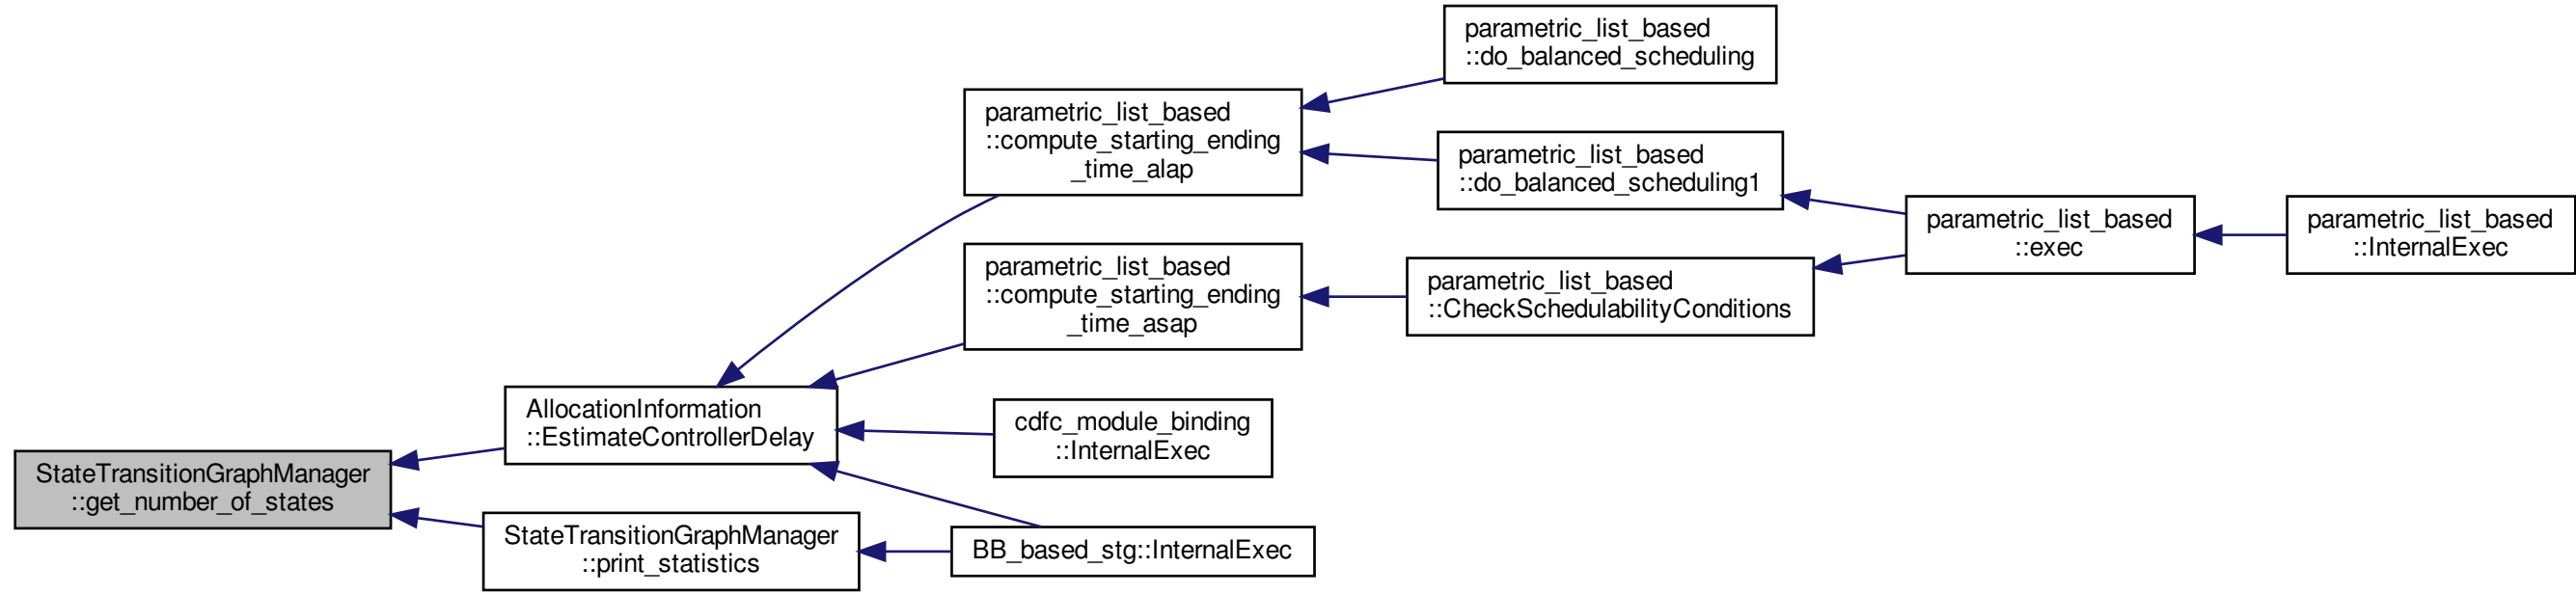 parametric_list_based
::do_balanced_scheduling
parametric_list_based
::compute_starting_ending
_time_alap
parametric_list_based
::do_balanced_scheduling1
parametric_list_based
::exec
parametric_list_based
::InternalExec
parametric_list_based
::compute_starting_ending
_time_asap
parametric_list_based
::CheckSchedulabilityConditions
AllocationInformation
::EstimateControllerDelay
cdfc_module_binding
::InternalExec
StateTransitionGraphManager
::get_number_of_states
StateTransitionGraphManager
::print_statistics
BB_based_stg::InternalExec